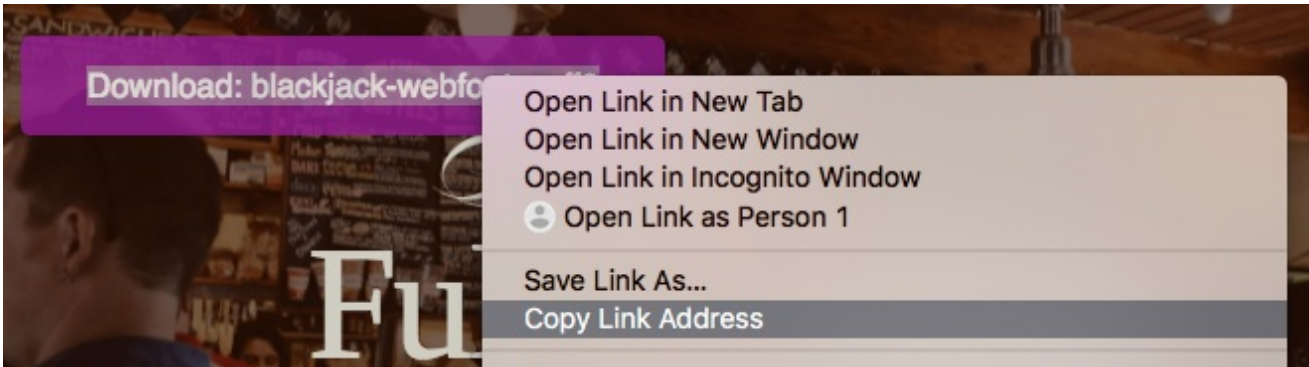 SANDWICHES
Download: blackjack-webfo
Open Link in New Tab
Open Link in New Window
Open Link in Incognito Window
Open Link as Person 1
Save Link As...
Fu
Copy Link Address